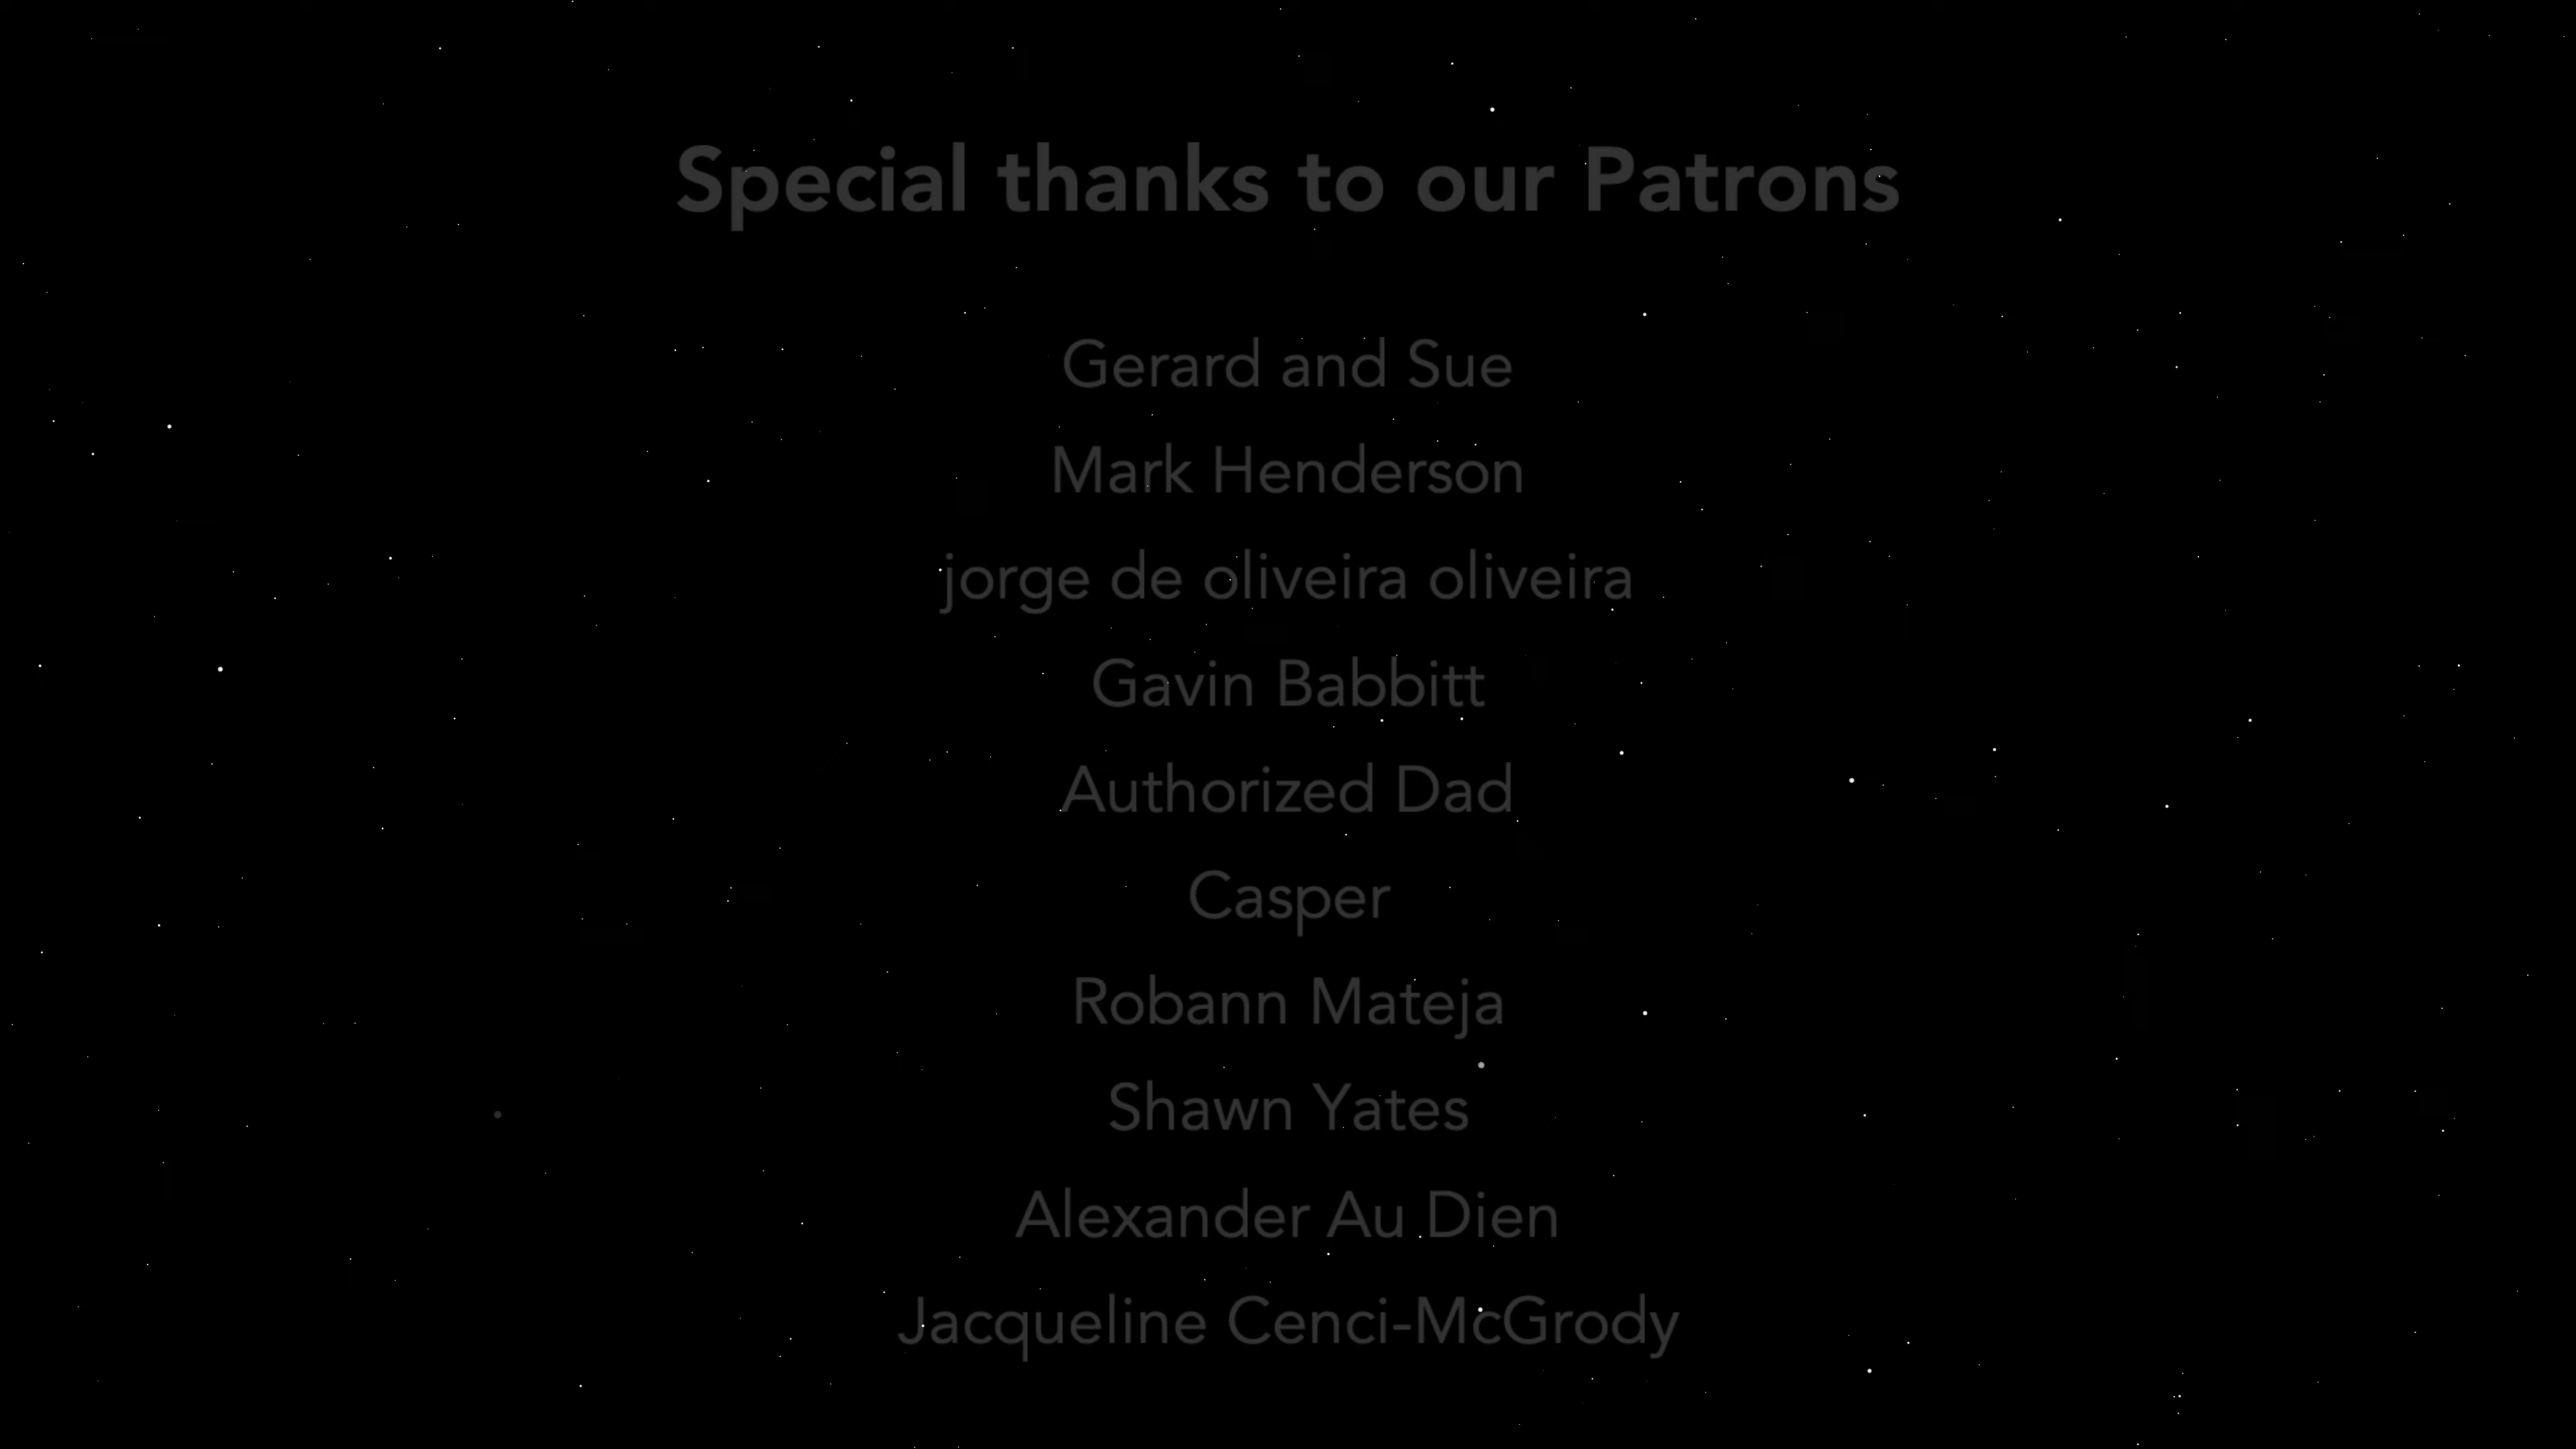 Special thanks to our Patrons
Gerard and Sue
Mark Henderson
jorge de oliveira oliveira
Gavin Babbitt
Authorized Dad
Casper
Robann Mateja
Shawn Yates
Alexander Au Dien
Jacqueline Cenci-McGrody